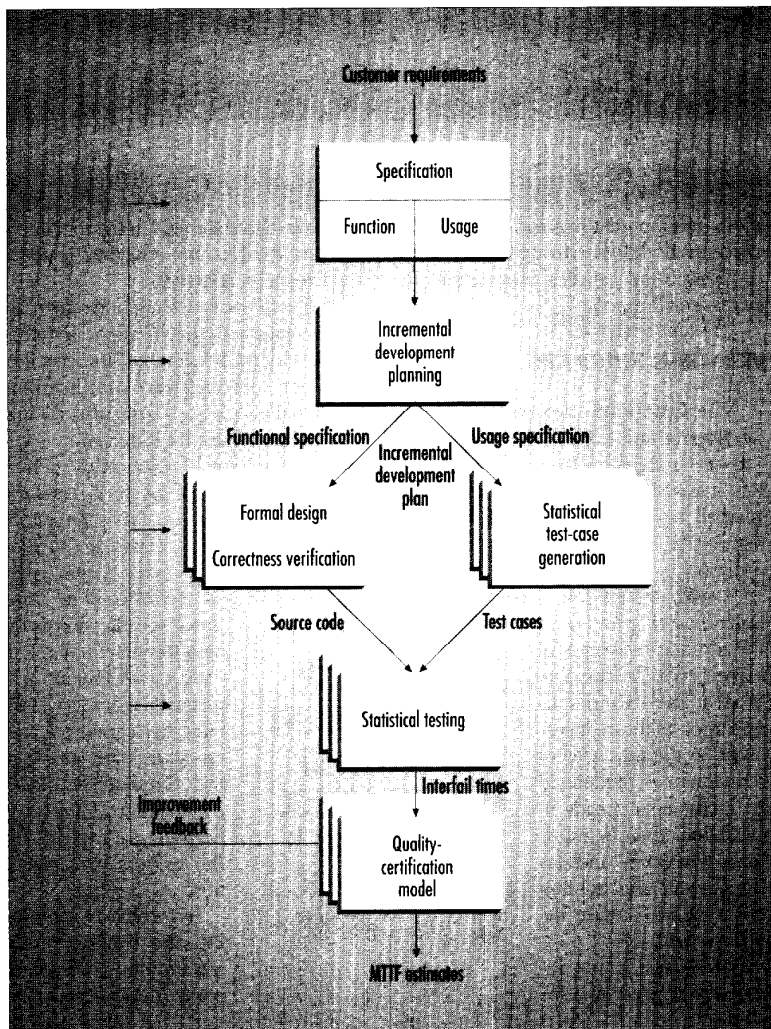 Customer requirements
Specification
Function
Usage
Incremental
development
planning
Functional specification
Usage specification
Incremental
development
plan
Formal design
Correctness verification
Statistical
test-case
generation
Source code
Test cases
Statistical testing
Interfail times
Improvement
feedback
Quality-
certification
model
MTTF estimates